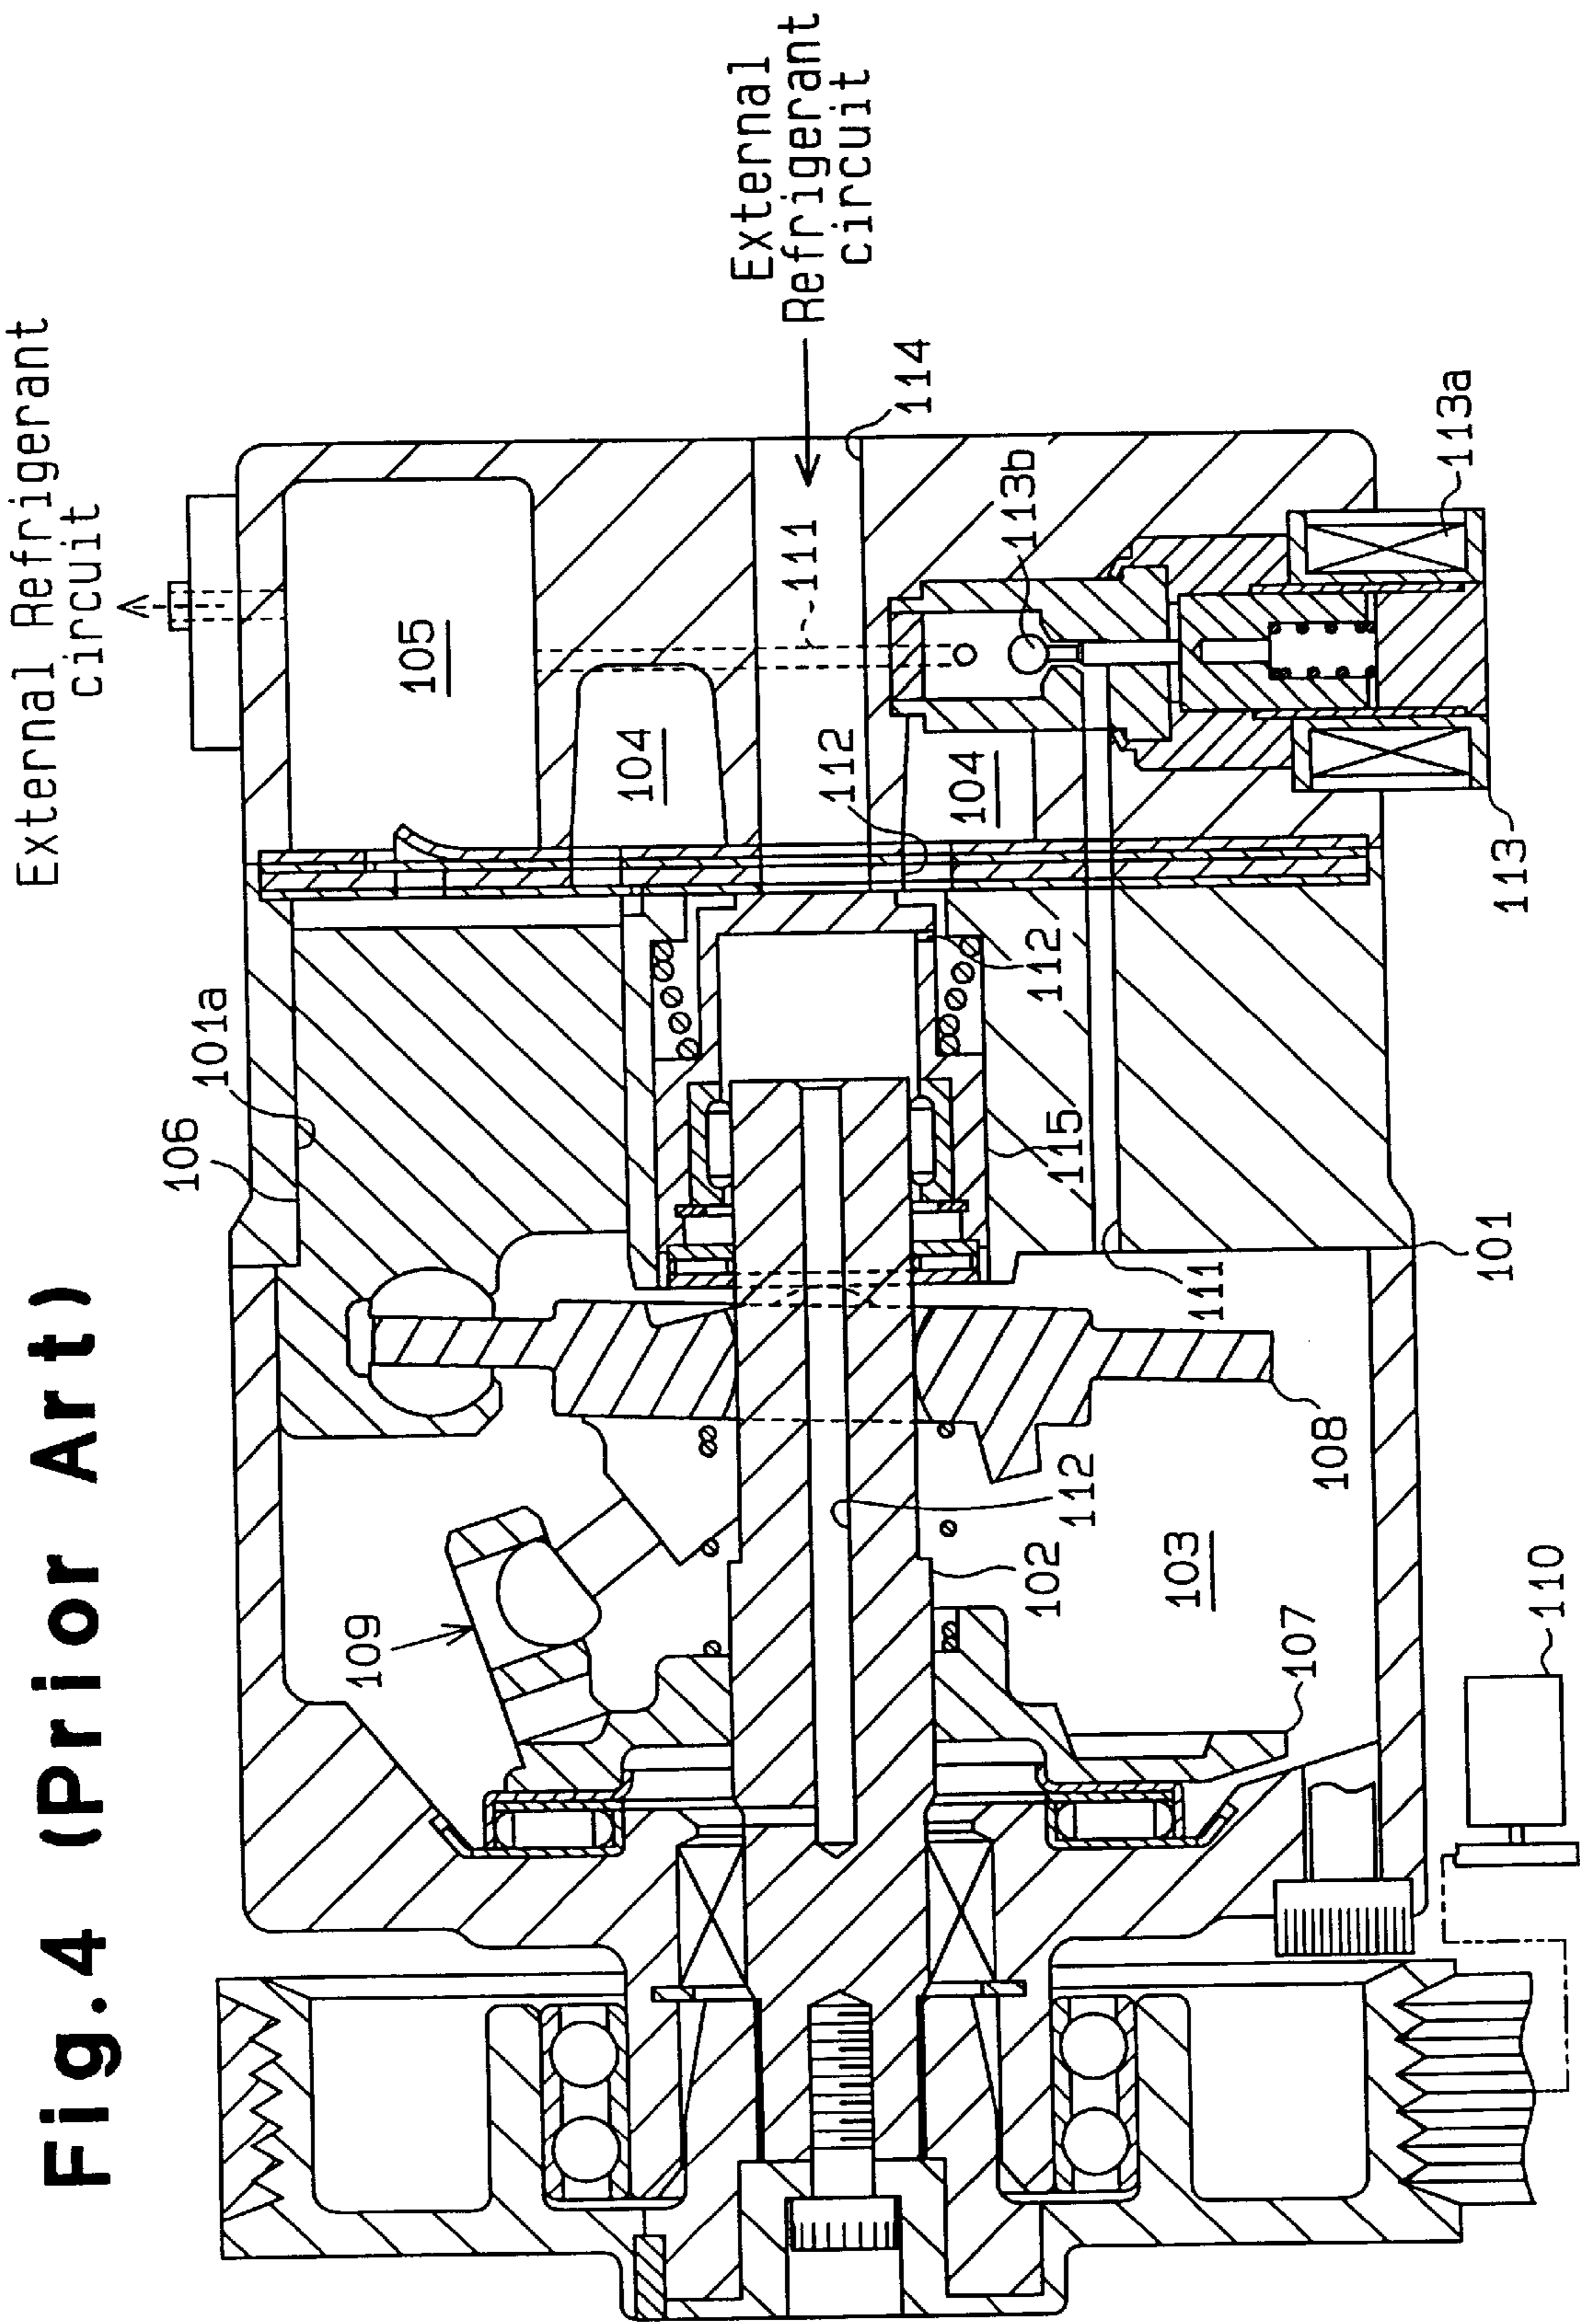 Fig.4 (Prior Art)
External Refrigerant
circuit
External
Refrigerant
circuit
106
101a
105
111
114
104
112
104
113b
113a
113
109
112
115
111
101
112
102
103
108
107
110